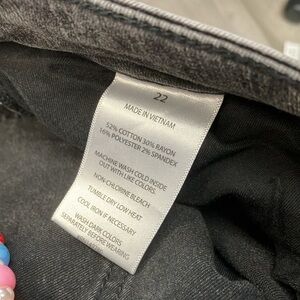 22
MADE IN VIETNAM
52% COTTON 30% RAYON
16% POLYESTER 2% SPANDEX
MACHINE WASH COLD INSIDE
OUT WITH LIKE COLORS.
NON-CHLORINE BLEACH
TUMBLE DRY LOW HEAT
COOL IRON IF NECESSARY
WASH DARK COLORS
SEPARATELY BEFORE WEARING